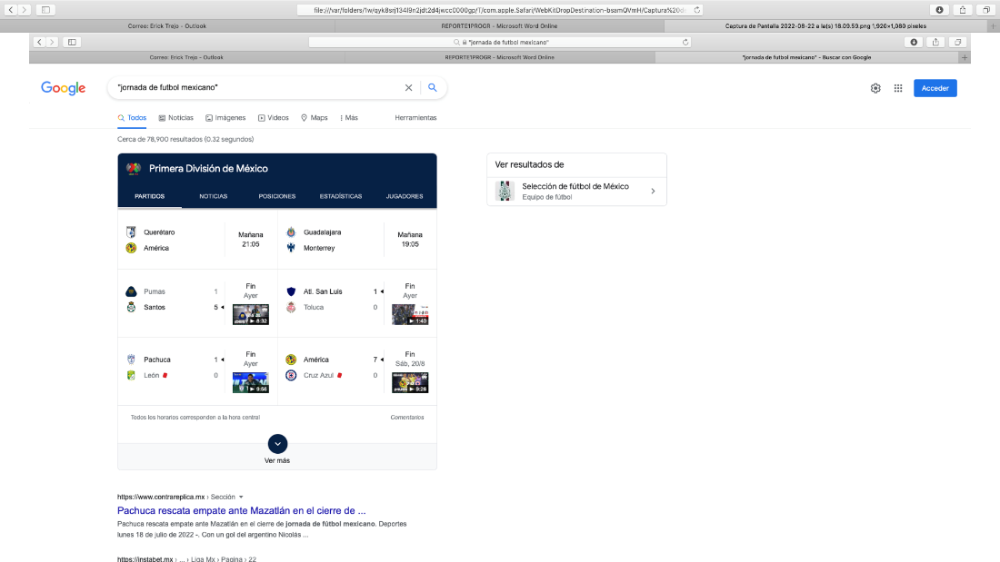 file:///var/folders/1w/qyk8srj134l9n2jdt2d4jwcc0000gp/T/com.apple.Safari/WebKitDropDestination-bsamQVmH/Captura%20d
Correo: Erick Trejo - Outlook
REPORTE1PROGR - Microsoft Word Online
Captura de Pantalla 2022-08-22 a le(s) 18.09.59.png 1,920×1,080 pixeles
"jornada de futbol mexicano"
Correo: Erick Trejo - Outlook
REPORTE1PROGR - Microsoft Word Online
"jornada de futbol mexicano" - Buscar con Google
Google
"jornada de futbol mexicano"
Acceder
Todos
Noticias
Imágenes
Videos
Maps
Más
Herramientas
Cerca de 78,900 resultados (0.32 segundos)
Primera División de México
PARTIDOS
NOTICIAS
POSICIONES
ESTADÍSTICAS
JUGADORES
Querétaro
América
Mañana
21:05
Guadalajara
Monterrey
Mañana
19:05
Pumas 1
Santos 5
Fin
Ayer
8:32
Atl. San Luis 1
Toluca 0
Fin
Ayer
1:40
Pachuca 1
León 0
Fin
Ayer
9:56
América 7
Cruz Azul 0
Fin
Sáb, 20/8
9:28
Todos los horarios corresponden a la hora central
Comentarios
Ver más
Ver resultados de
Selección de fútbol de México
Equipo de fútbol
https://www.contrareplica.mx › Sección
Pachuca rescata empate ante Mazatlán en el cierre de ...
Pachuca rescata empate ante Mazatlán en el cierre de jornada de fútbol mexicano. Deportes
lunes 18 de julio de 2022 -. Con un gol del argentino Nicolás ...
https://instabet.mx › ... › Liga Mx › Pagina › 22